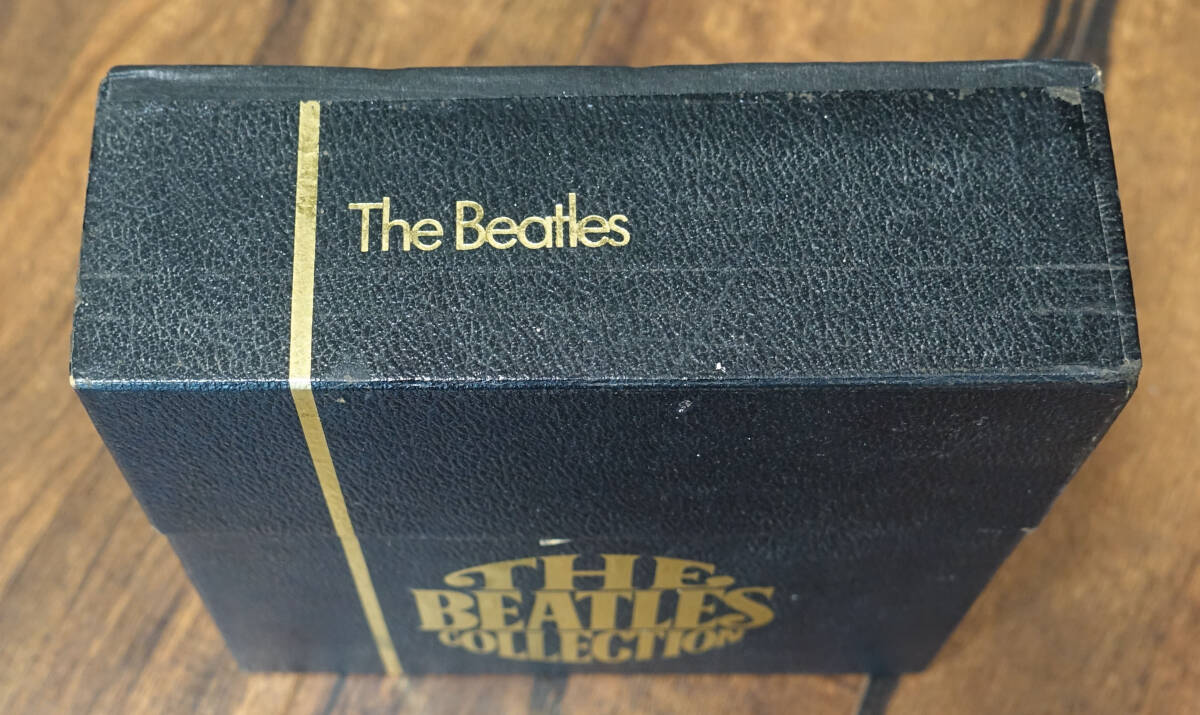 The Beatles
THE
BEATLES
COLLECTION